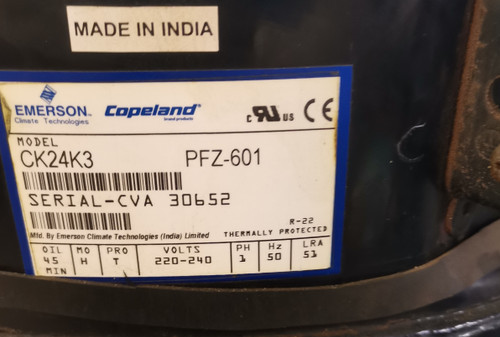 MADE IN INDIA
EMERSON Copeland
Climate Technologies brand products
c RU US CE
MODEL
CK24K3 PFZ-601
SERIAL-CVA 30652
R-22
Mfd. By Emerson Climate Technologies (India) Limited THERMALLY PROTECTED
OIL MO PRO VOLTS PH Hz LRA
45 H T 220-240 1 50 51
MIN